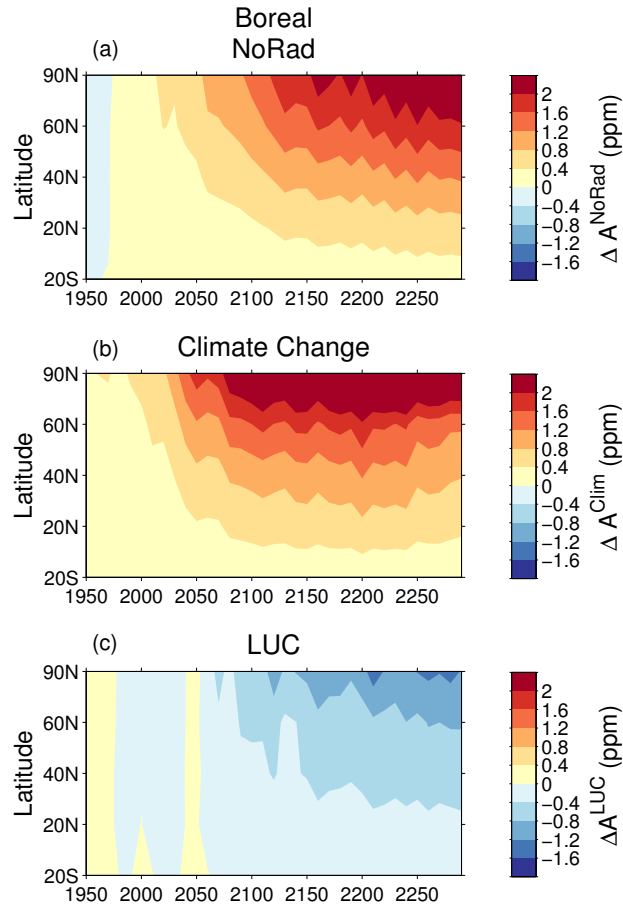 Boreal
NoRad
(a)
90N
60N
40N
20N
20S
Latitude
1950 2000 2050 2100 2150 2200 2250
2
1.6
1.2
0.8
0.4
0
−0.4
−0.8
−1.2
−1.6
Δ A^NoRad (ppm)
(b)
Climate Change
90N
60N
40N
20N
20S
Latitude
1950 2000 2050 2100 2150 2200 2250
2
1.6
1.2
0.8
0.4
0
−0.4
−0.8
−1.2
−1.6
Δ A^Clim (ppm)
(c)
LUC
90N
60N
40N
20N
20S
Latitude
1950 2000 2050 2100 2150 2200 2250
2
1.6
1.2
0.8
0.4
0
−0.4
−0.8
−1.2
−1.6
ΔA^LUC (ppm)